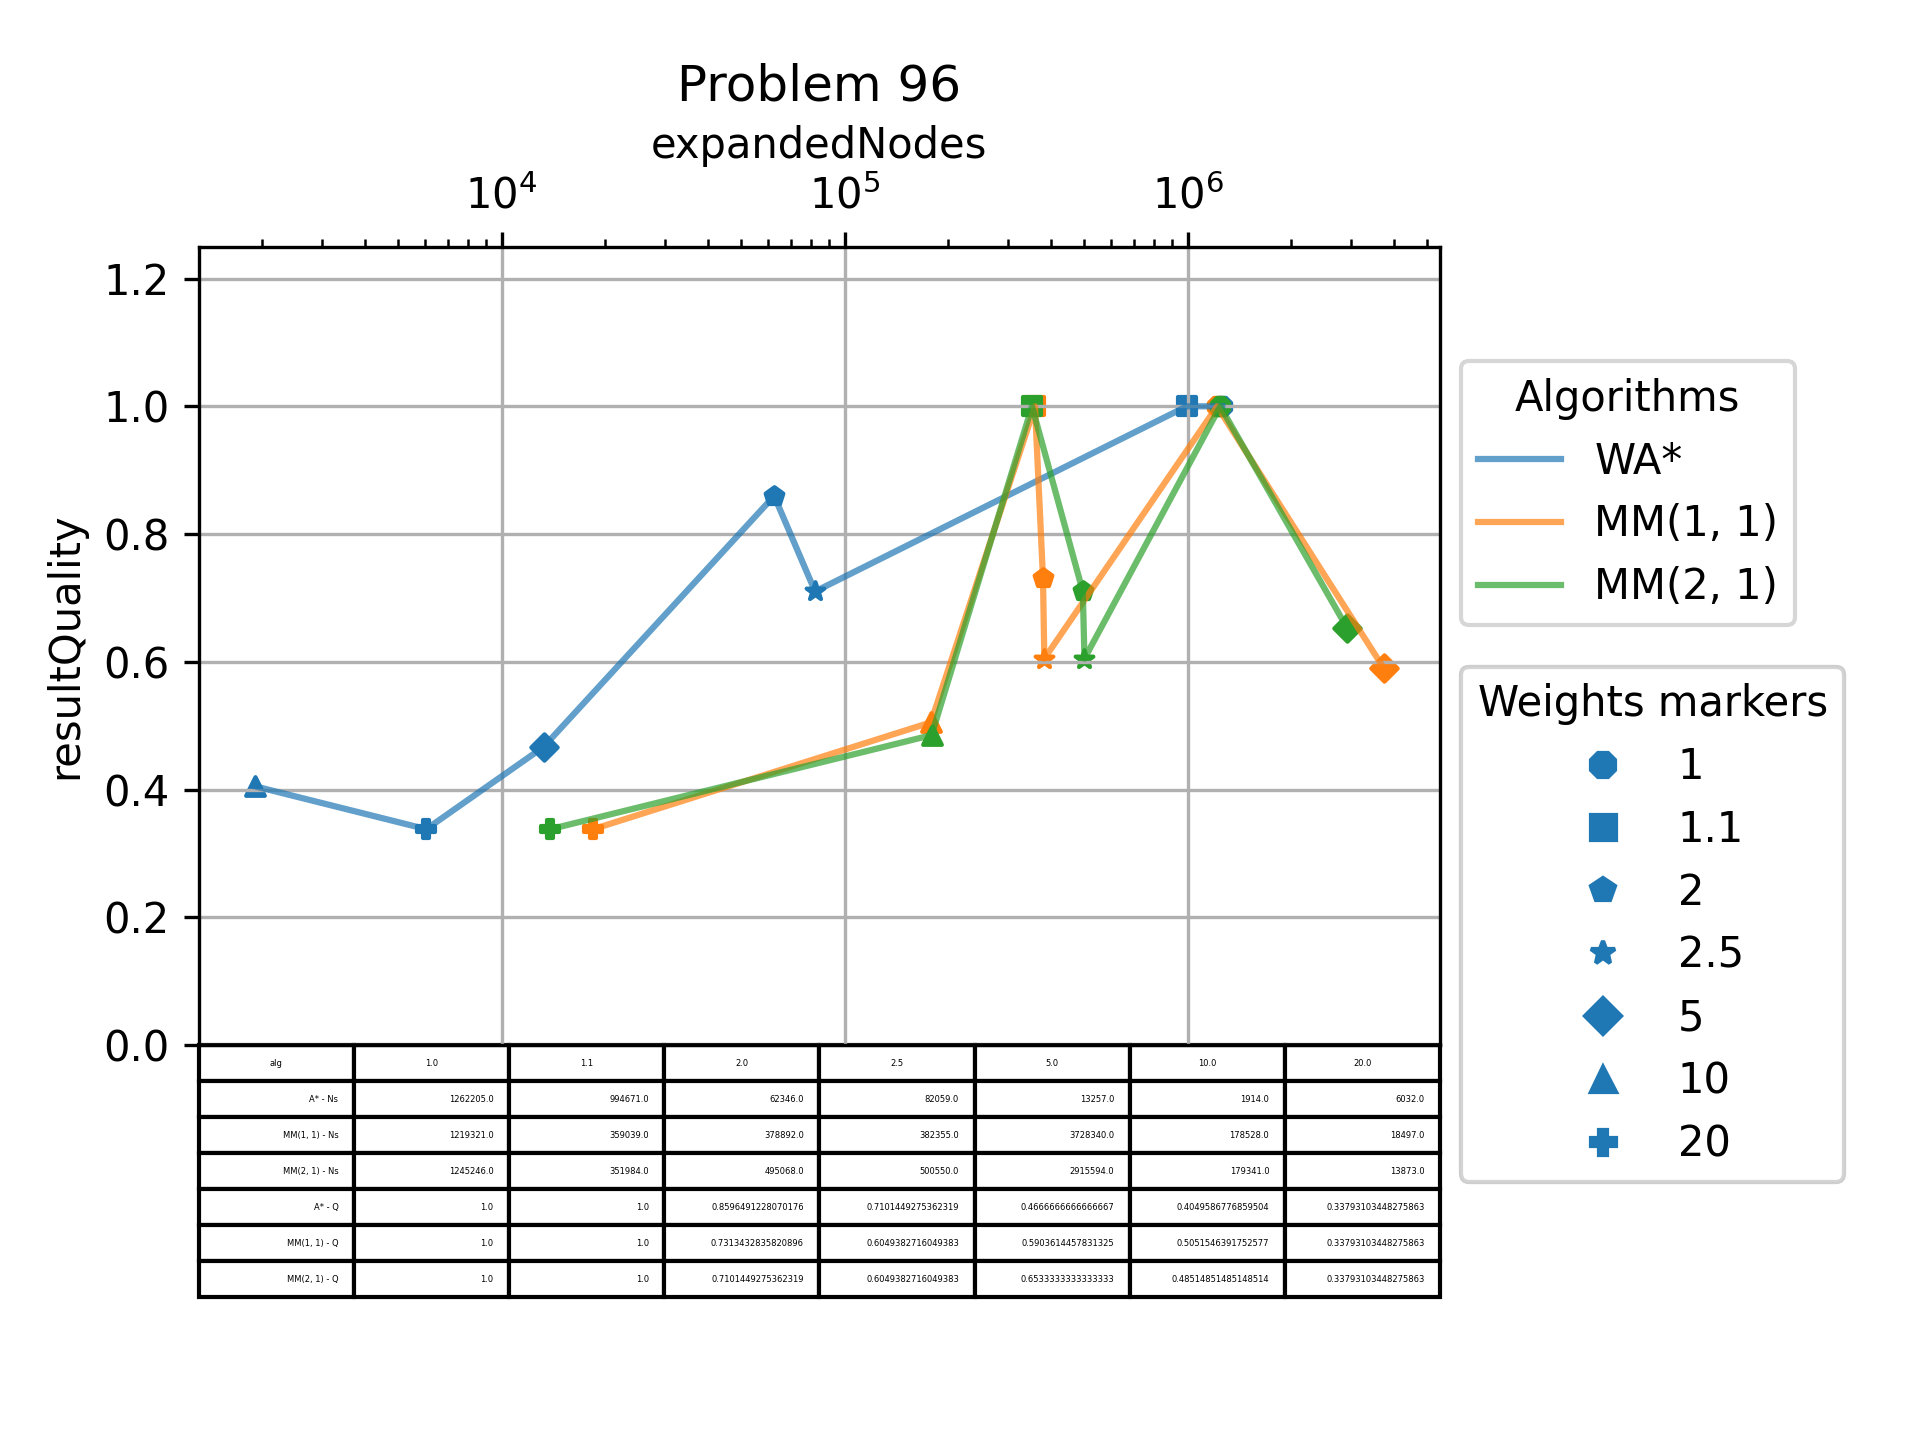 Problem 96
expandedNodes
10^4 10^5 10^6
resultQuality
1.2
1.0
0.8
0.6
0.4
0.2
0.0
Algorithms
WA*
MM(1, 1)
MM(2, 1)
Weights markers
1
1.1
2
2.5
5
10
20
alg 1.0 1.1 2.0 2.5 5.0 10.0 20.0
A* - Ns 1262205.0 994671.0 62346.0 82059.0 13257.0 1914.0 6032.0
MM(1, 1) - Ns 1219321.0 359039.0 378892.0 382355.0 3728340.0 178528.0 18497.0
MM(2, 1) - Ns 1245246.0 351984.0 495068.0 500550.0 2915594.0 179341.0 13873.0
A* - Q 1.0 1.0 0.8596491228070176 0.7101449275362319 0.4666666666666667 0.4049586776859504 0.33793103448275863
MM(1, 1) - Q 1.0 1.0 0.7313432835820896 0.6049382716049383 0.5903614457831325 0.5051546391752577 0.33793103448275863
MM(2, 1) - Q 1.0 1.0 0.7101449275362319 0.6049382716049383 0.6533333333333333 0.48514851485148514 0.33793103448275863